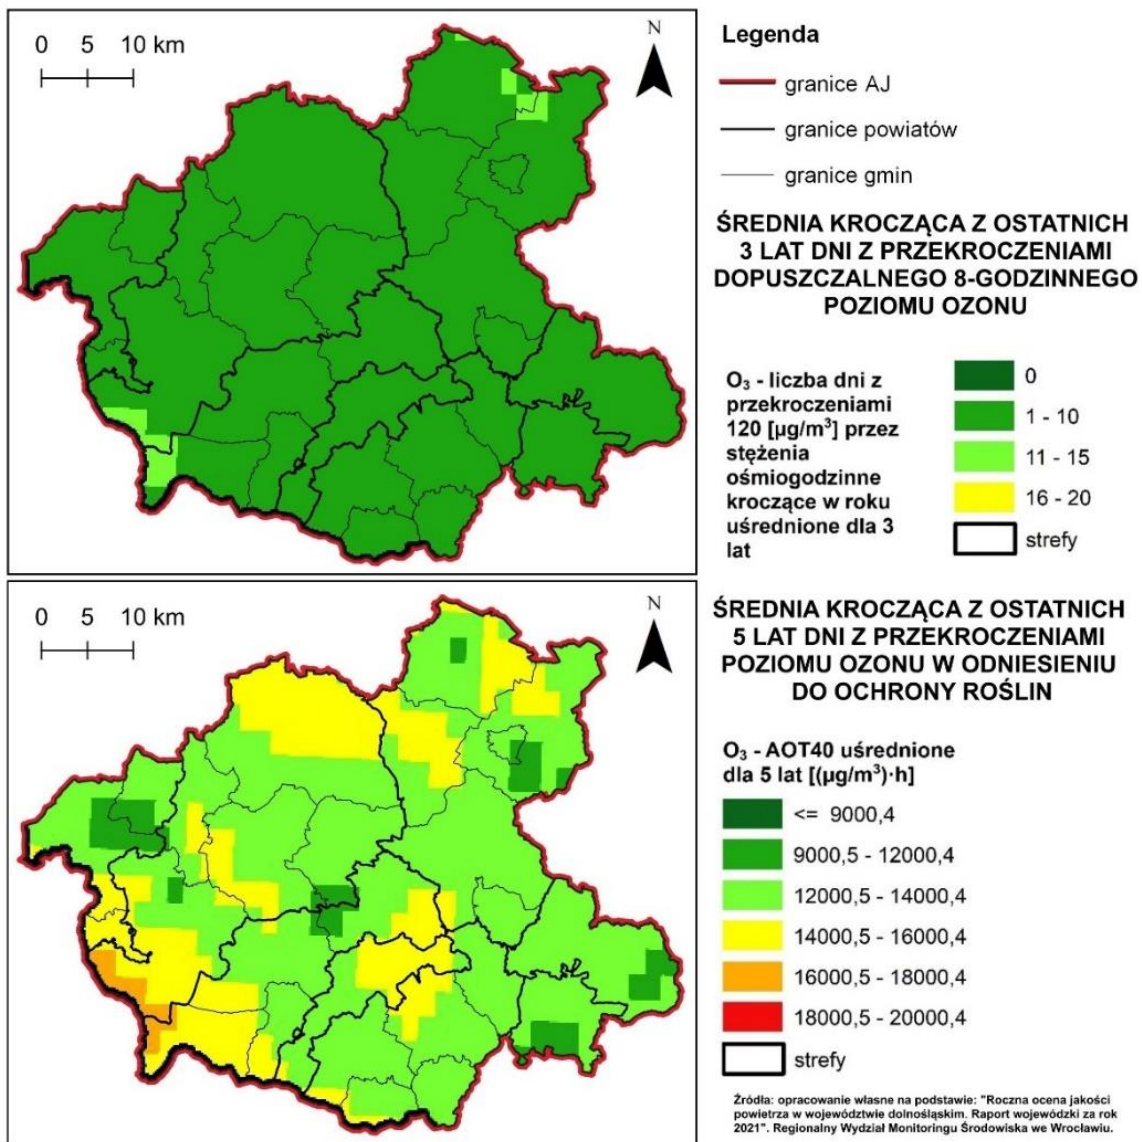 0 5 10 km
N
Legenda
granice AJ
granice powiatów
granice gmin
ŚREDNIA KROCZĄCA Z OSTATNICH
3 LAT DNI Z PRZEKROCZENIAMI
DOPUSZCZALNEGO 8-GODZINNEGO
POZIOMU OZONU
O₃ - liczba dni z
przekroczeniami
120 [µg/m³] przez
stężenia
ośmiogodzinne
kroczące w roku
uśrednione dla 3
lat
0
1 - 10
11 - 15
16 - 20
strefy
0 5 10 km
N
ŚREDNIA KROCZĄCA Z OSTATNICH
5 LAT DNI Z PRZEKROCZENIAMI
POZIOMU OZONU W ODNIESIENIU
DO OCHRONY ROŚLIN
O₃ - AOT40 uśrednione
dla 5 lat [(µg/m³)·h]
<= 9000,4
9000,5 - 12000,4
12000,5 - 14000,4
14000,5 - 16000,4
16000,5 - 18000,4
18000,5 - 20000,4
strefy
Źródła: opracowanie własne na podstawie: "Roczna ocena jakości
powietrza w województwie dolnośląskim. Raport wojewódzki za rok
2021". Regionalny Wydział Monitoringu Środowiska we Wrocławiu.